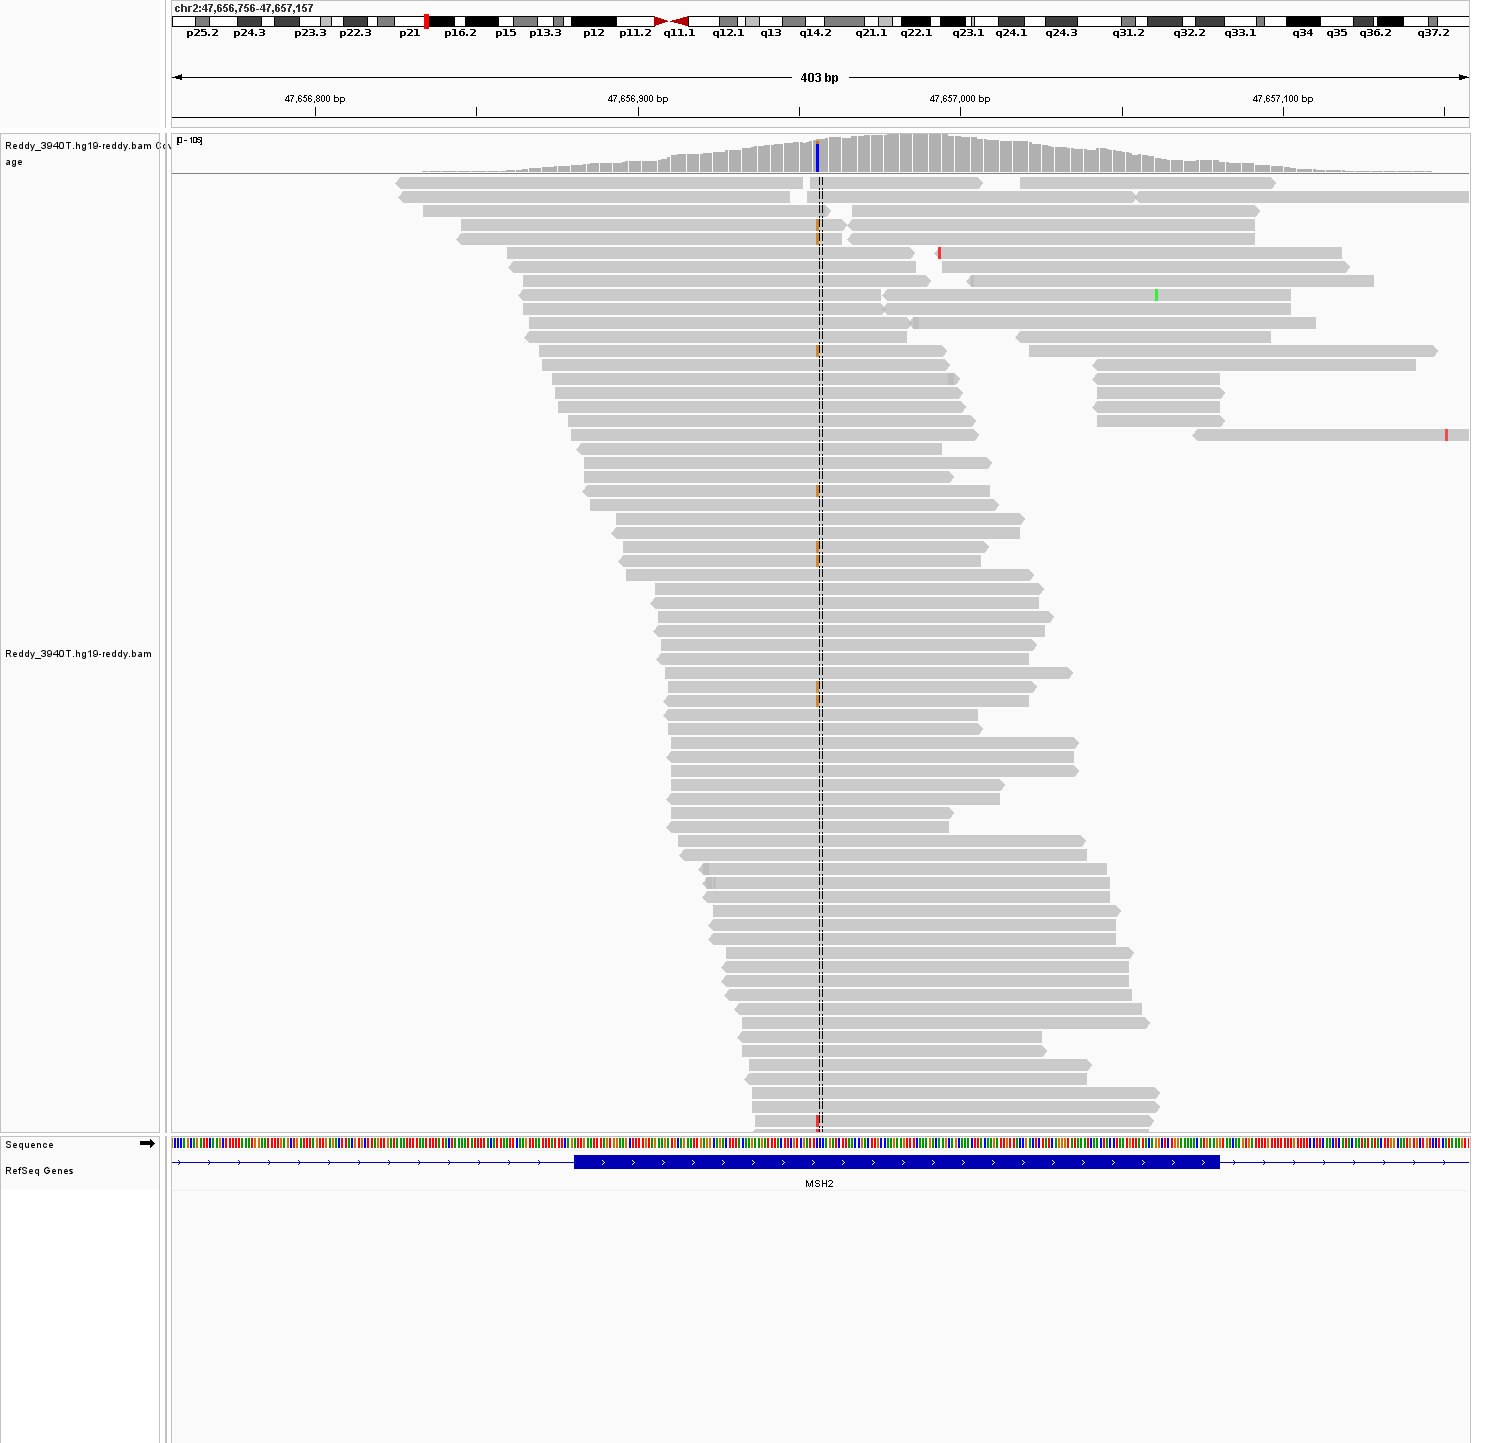 chr2:47,656,756-47,657,157
p25.2 p24.3 p23.3 p22.3 p21 p16.2 p15 p13.3 p12 p11.2 q11.1 q12.1 q13 q14.2 q21.1 q22.1 q23.1 q24.1 q24.3 q31.2 q32.2 q33.1 q34 q35 q36.2 q37.2
403 bp
47,656,800 bp 47,656,900 bp 47,657,000 bp 47,657,100 bp
Reddy_3940T.hg19-reddy.bam Cov
age
[0 - 106]
Reddy_3940T.hg19-reddy.bam
Sequence
RefSeq Genes
MSH2